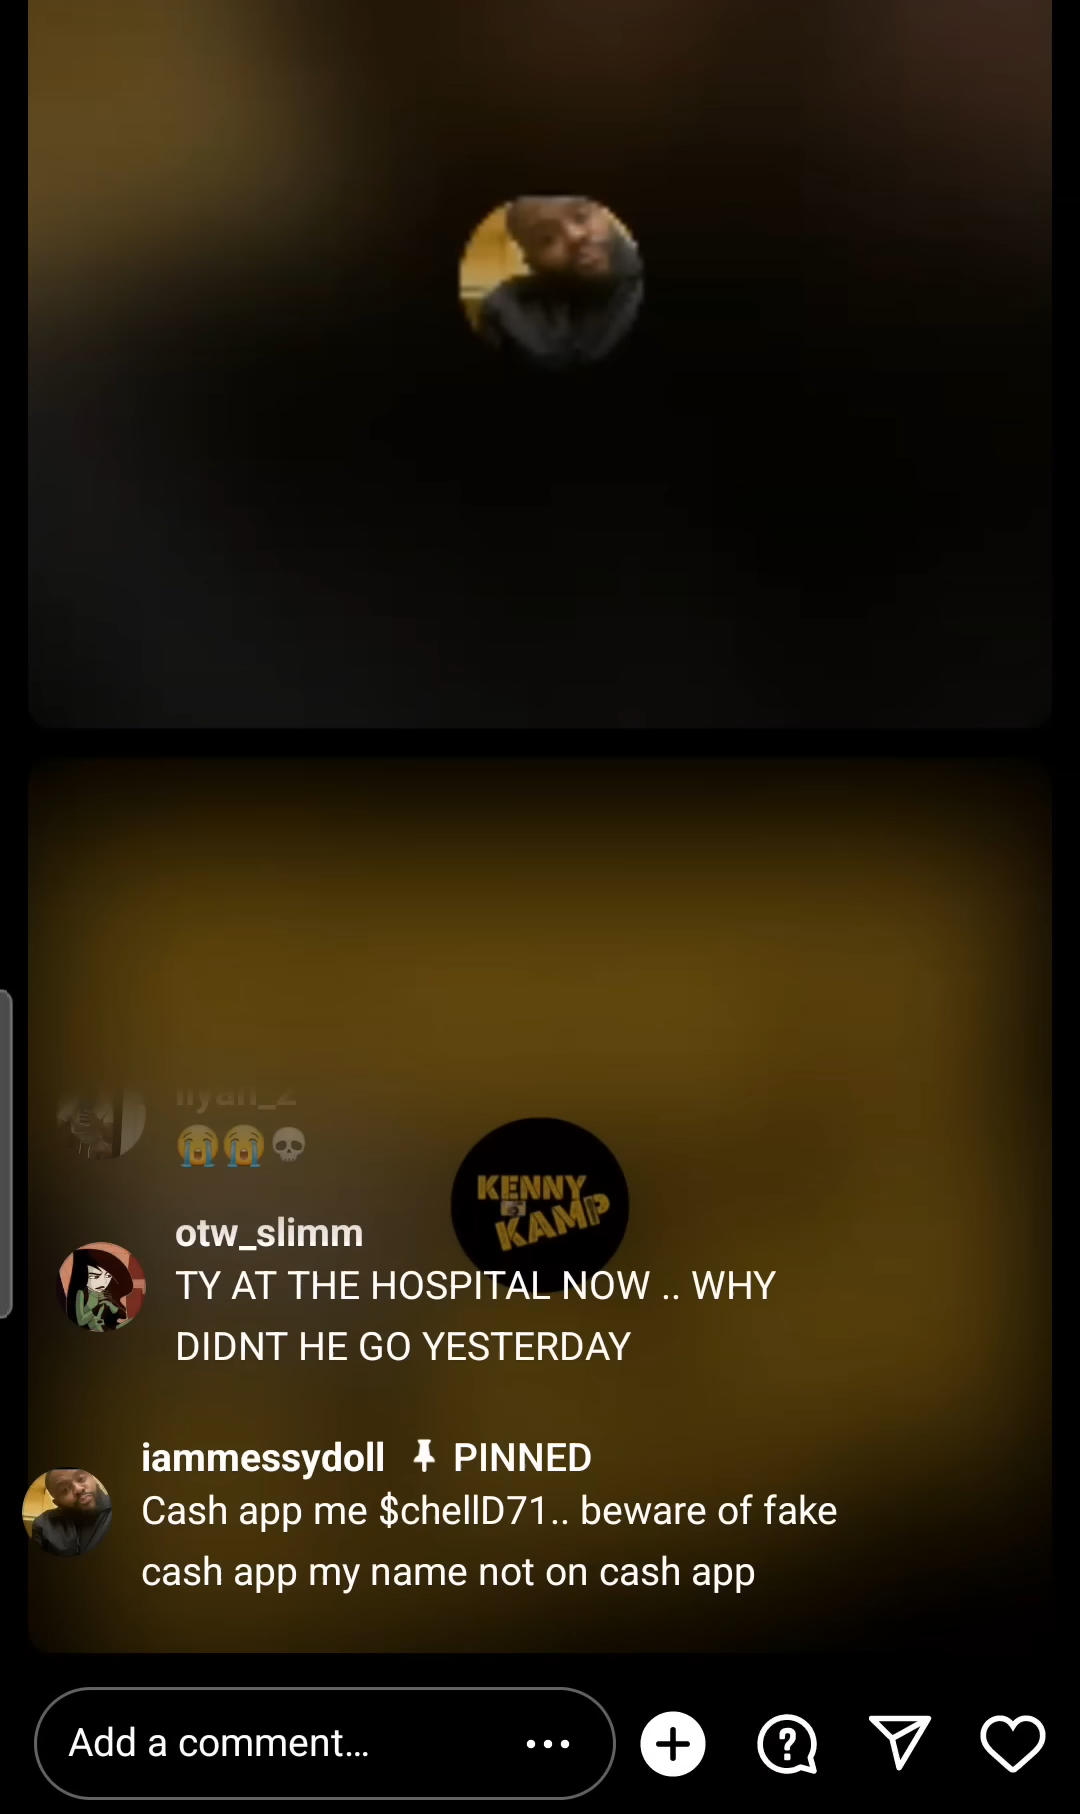 😭😭💀
KENNY
KAMP
otw_slimm
TY AT THE HOSPITAL NOW .. WHY
DIDNT HE GO YESTERDAY
iammessydoll 📌 PINNED
Cash app me $chellD71.. beware of fake
cash app my name not on cash app
Add a comment...